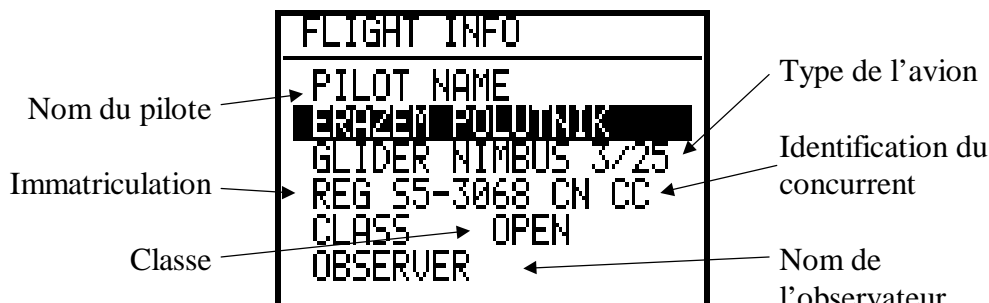 FLIGHT INFO
PILOT NAME
ERAZEM POLUTNIK
GLIDER NIMBUS 3/25
REG S5-3068 CN CC
CLASS OPEN
OBSERVER
Nom du pilote
Immatriculation
Classe
Type de l’avion
Identification du
concurrent
Nom de
l’observateur